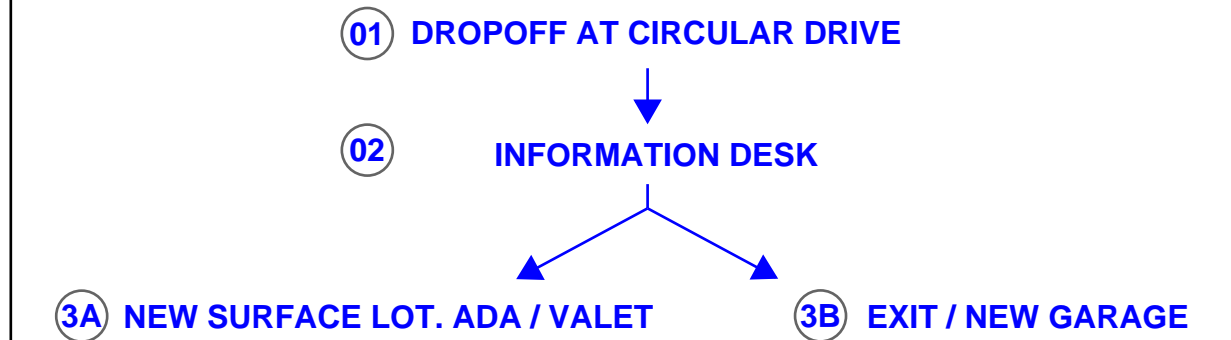 01 DROPOFF AT CIRCULAR DRIVE
02 INFORMATION DESK
3A NEW SURFACE LOT. ADA / VALET
3B EXIT / NEW GARAGE